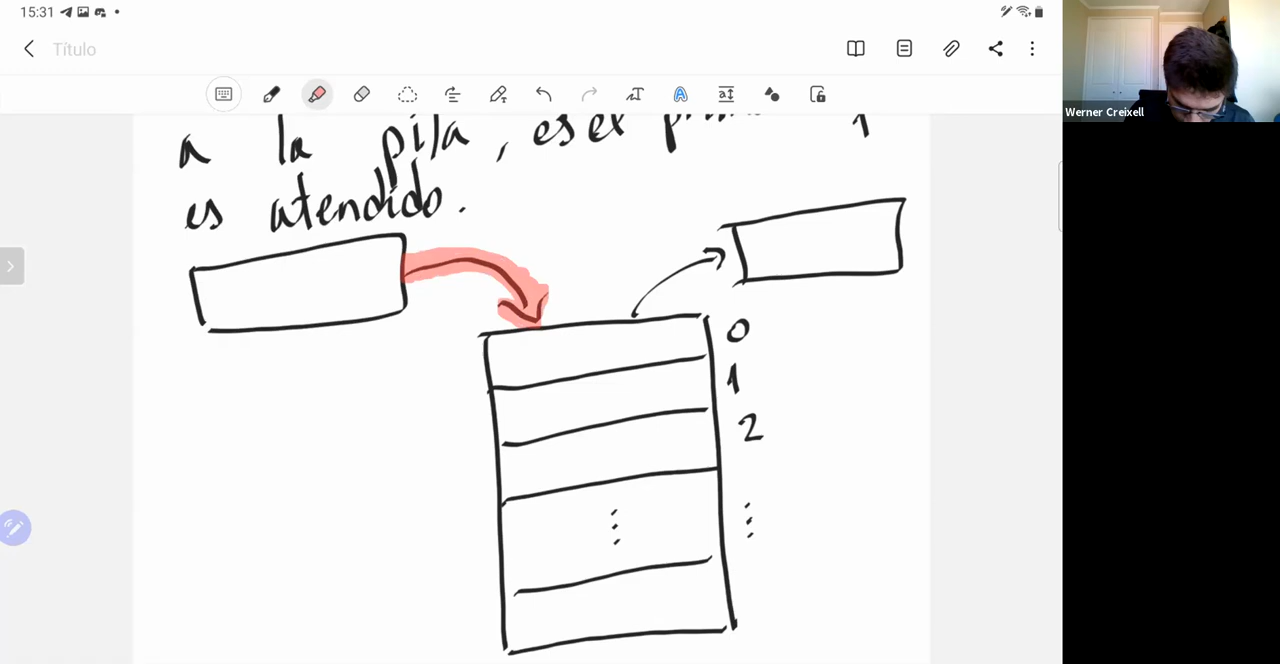 15:31
Título
Werner Creixell
a la pila, es el
es atendido.
0
1
2